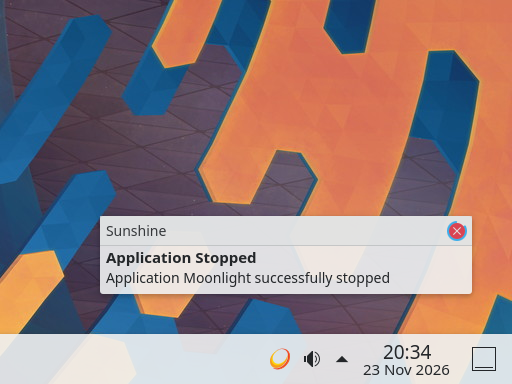 Sunshine
Application Stopped
Application Moonlight successfully stopped
20:34
23 Nov 2026